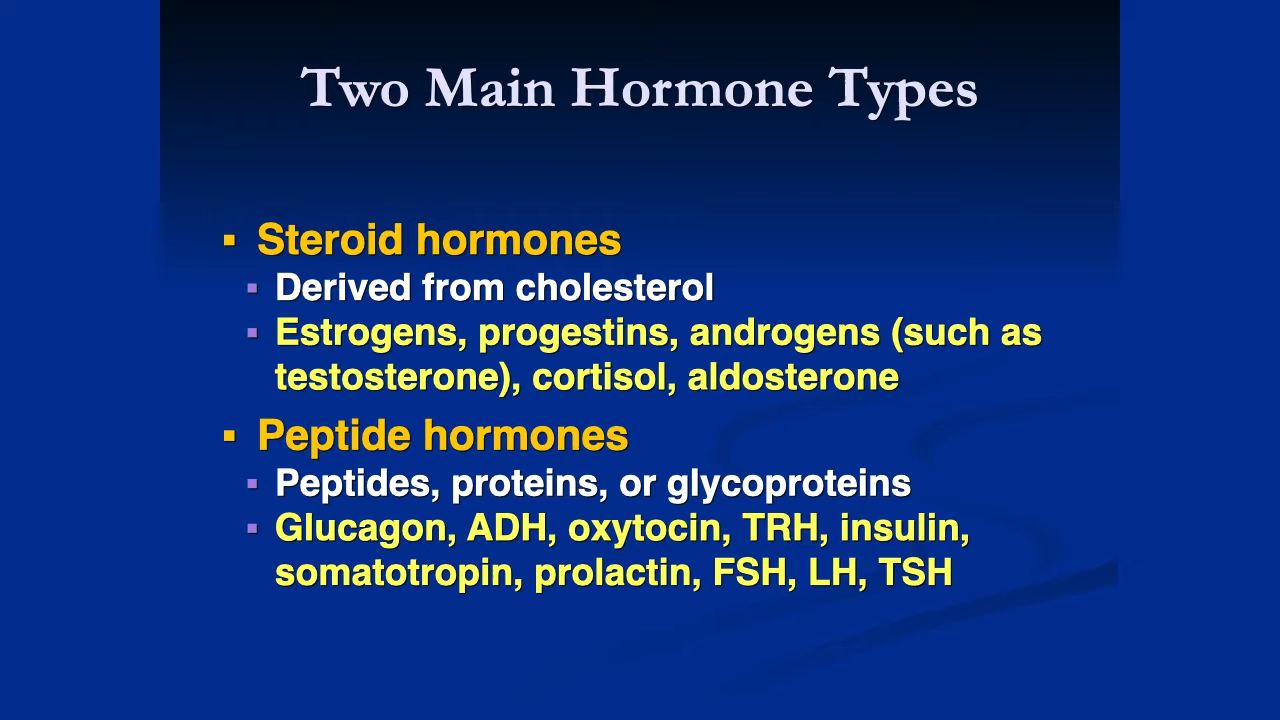 Two Main Hormone Types
▪ Steroid hormones
▪ Derived from cholesterol
▪ Estrogens, progestins, androgens (such as
testosterone), cortisol, aldosterone
▪ Peptide hormones
▪ Peptides, proteins, or glycoproteins
▪ Glucagon, ADH, oxytocin, TRH, insulin,
somatotropin, prolactin, FSH, LH, TSH